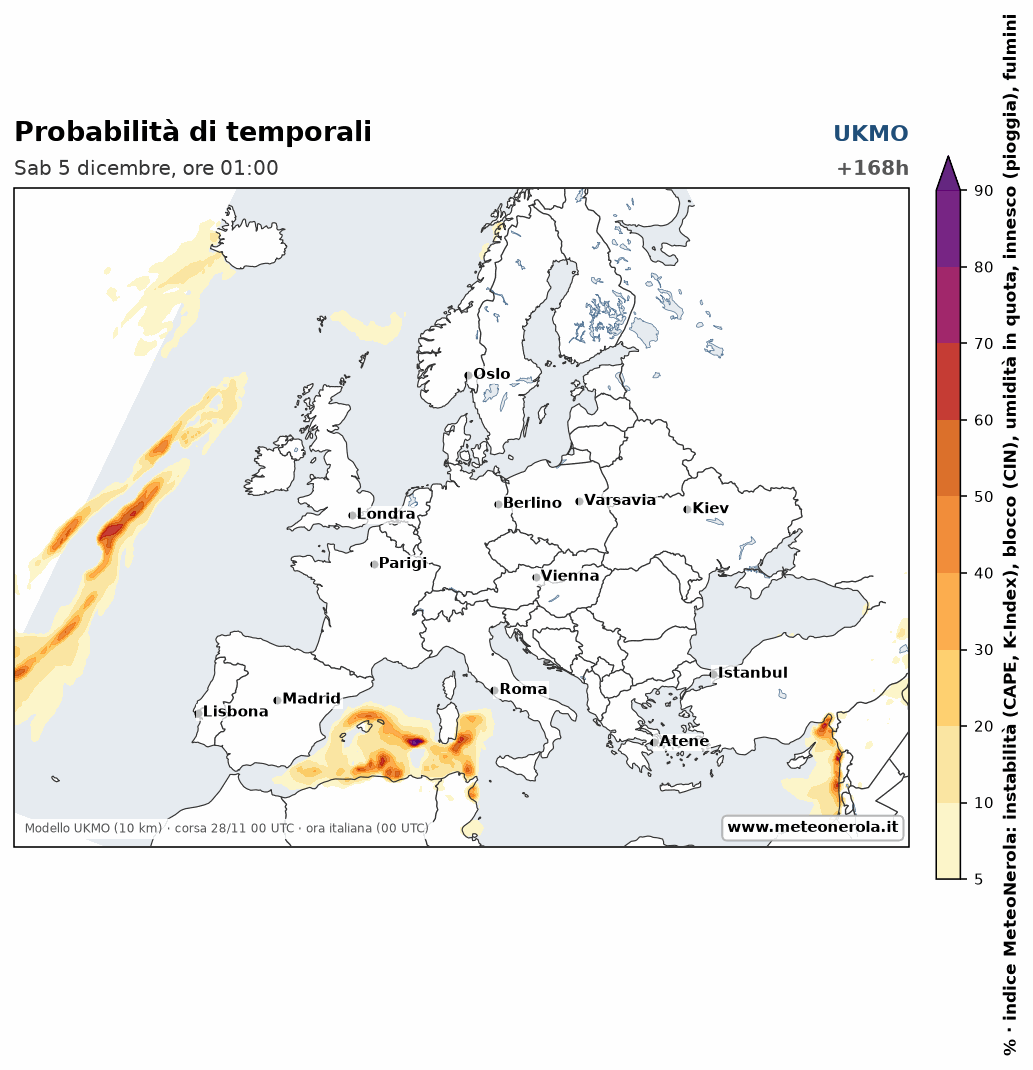 Probabilità di temporali
UKMO
Sab 5 dicembre, ore 01:00
+168h
Oslo
Berlino
Varsavia
Kiev
Londra
Parigi
Vienna
Istanbul
Roma
Madrid
Lisbona
Atene
Modello UKMO (10 km) · corsa 28/11 00 UTC · ora italiana (00 UTC)
www.meteonerola.it
90
80
70
60
50
40
30
20
10
5
% · indice MeteoNerola: instabilità (CAPE, K-Index), blocco (CIN), umidità in quota, innesco (pioggia), fulmini